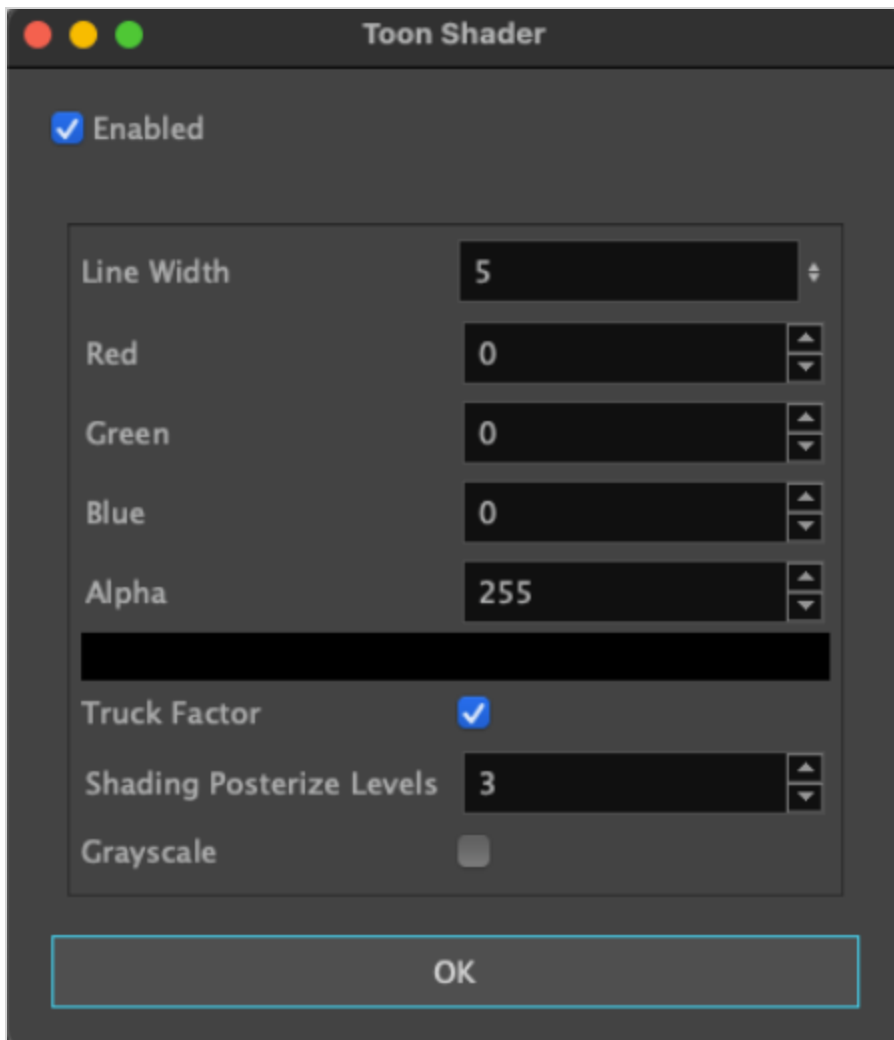 Toon Shader
Enabled
Line Width 5
Red 0
Green 0
Blue 0
Alpha 255
Truck Factor
Shading Posterize Levels 3
Grayscale
OK